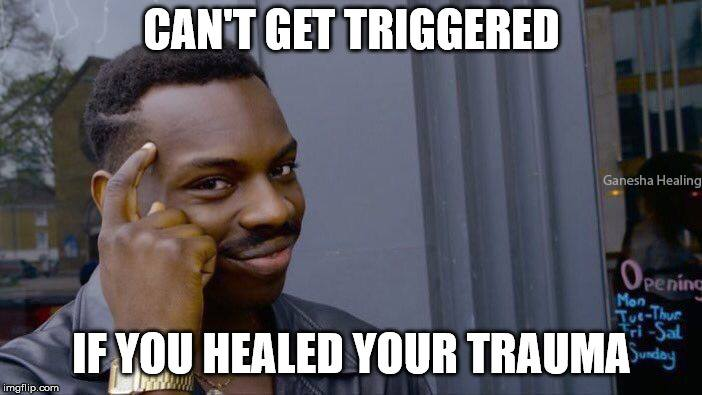 CAN'T GET TRIGGERED
Ganesha Healing
Opening
Mon
Tue-Thur
Fri-Sat
Sunday
IF YOU HEALED YOUR TRAUMA
imgflip.com